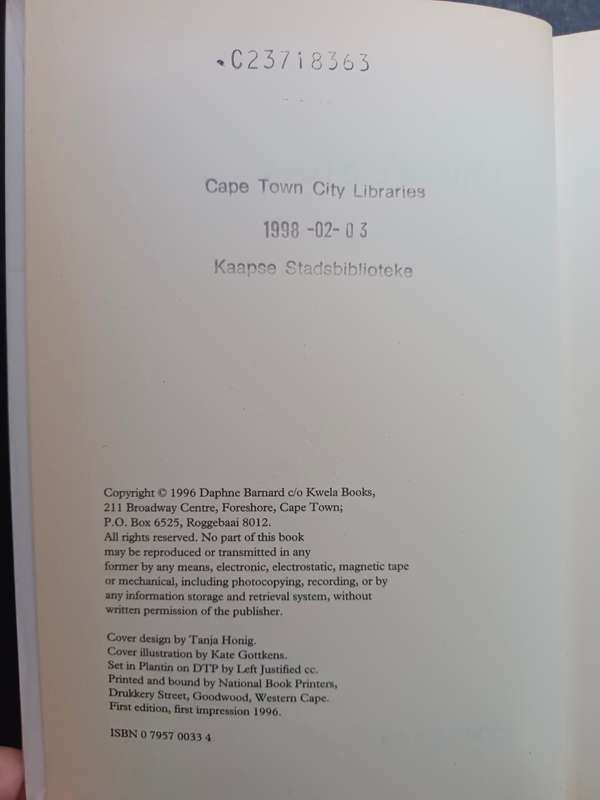 C23718363
Cape Town City Libraries
1998 -02- 03
Kaapse Stadsbiblioteke
Copyright © 1996 Daphne Barnard c/o Kwela Books,
211 Broadway Centre, Foreshore, Cape Town;
P.O. Box 6525, Roggebaai 8012.
All rights reserved. No part of this book
may be reproduced or transmitted in any
former by any means, electronic, electrostatic, magnetic tape
or mechanical, including photocopying, recording, or by
any information storage and retrieval system, without
written permission of the publisher.
Cover design by Tanja Honig.
Cover illustration by Kate Gottkens.
Set in Plantin on DTP by Left Justified cc.
Printed and bound by National Book Printers,
Drukkery Street, Goodwood, Western Cape.
First edition, first impression 1996.
ISBN 0 7957 0033 4